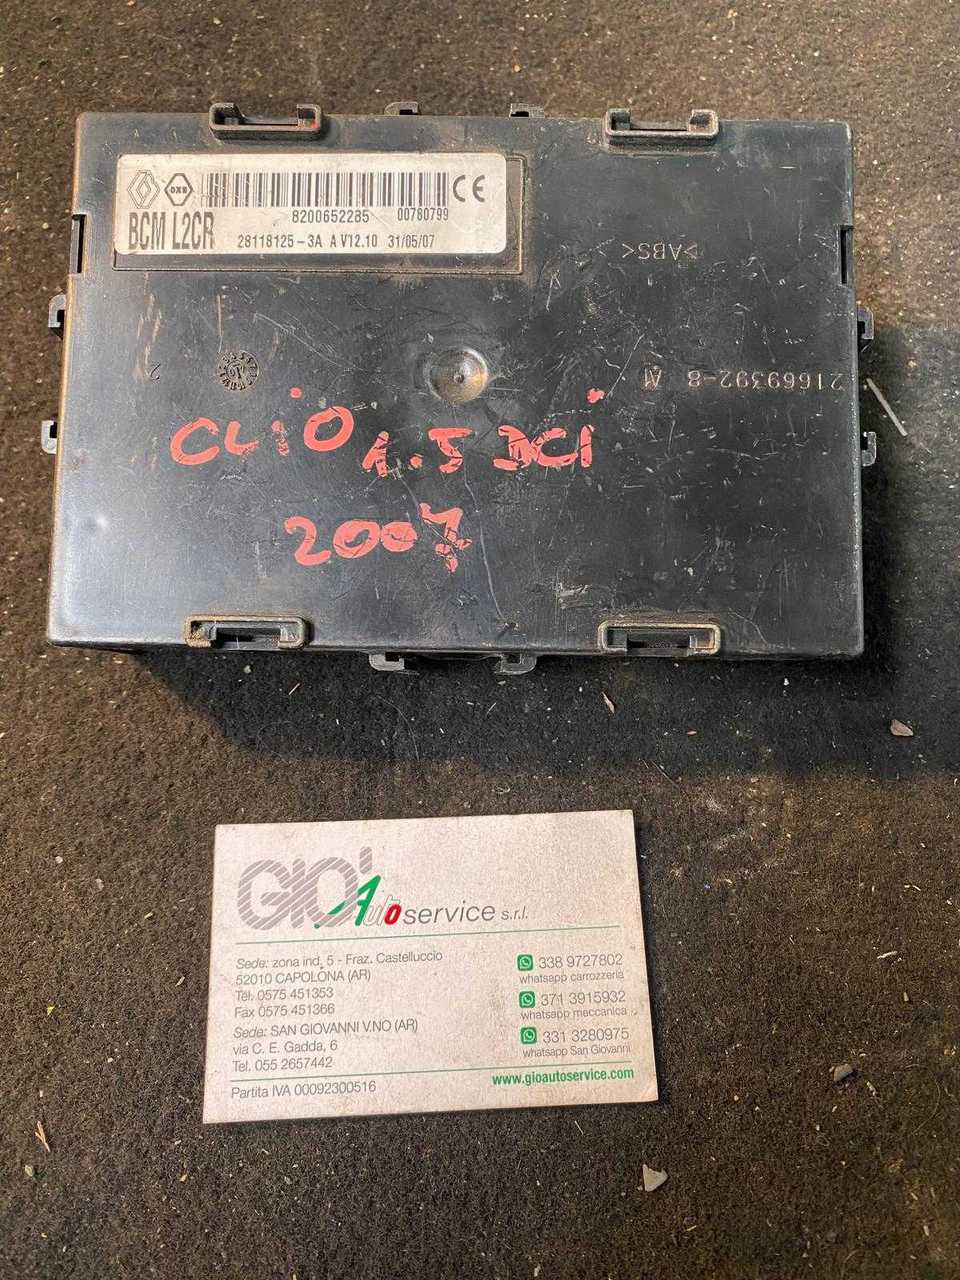 BCM L2CR
8200652285 00780799
28118125-3A A V12.10 31/05/07
CE
>ABS<
21669392-8 A1
2
CLiO 1.5 DCi
2007
GIO' Auto service s.r.l.
Sede: zona ind. 5 - Fraz. Castelluccio
52010 CAPOLONA (AR)
Tel. 0575 451353
Fax 0575 451366
Sede: SAN GIOVANNI V.NO (AR)
via C. E. Gadda, 6
Tel. 055 2657442
Partita IVA 00092300516
338 9727802
whatsapp carrozzeria
371 3915932
whatsapp meccanica
331 3280975
whatsapp San Giovanni
www.gioautoservice.com